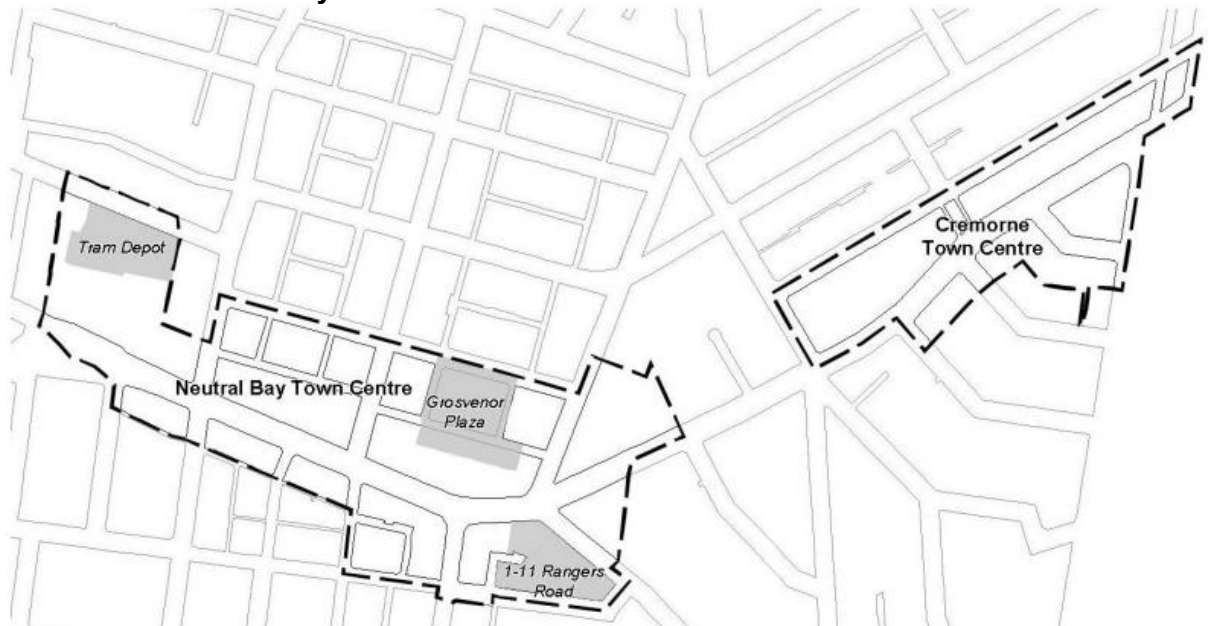 Tram Depot
Cremorne
Town Centre
Neutral Bay Town Centre
Grosvenor
Plaza
1-11 Rangers
Road